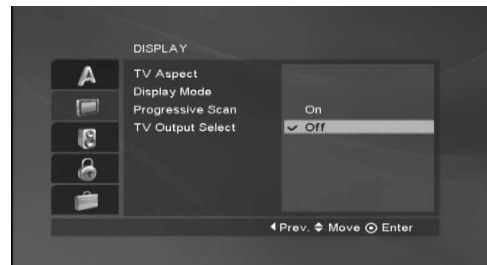 DISPLAY
A
TV Aspect
Display Mode
Progressive Scan On
TV Output Select Off
Prev. Move Enter